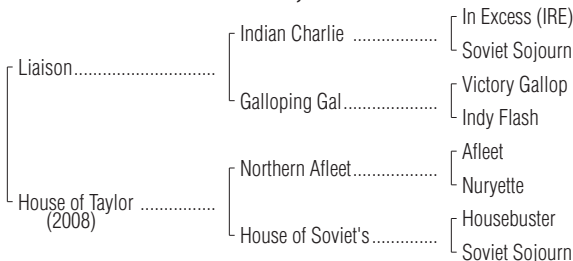 In Excess (IRE)
Indian Charlie ..................
Soviet Sojourn
Liaison.............................
Victory Gallop
Galloping Gal...................
Indy Flash
Afleet
Northern Afleet.................
Nuryette
House of Taylor ................
(2008)
Housebuster
House of Soviet's..............
Soviet Sojourn